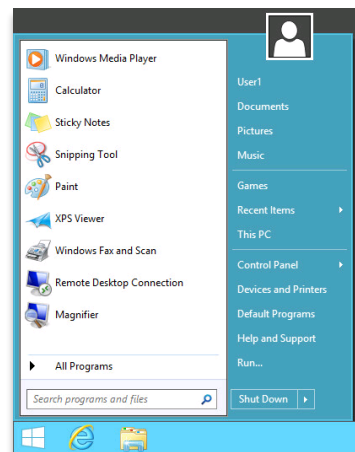 Windows Media Player
Calculator
Sticky Notes
Snipping Tool
Paint
XPS Viewer
Windows Fax and Scan
Remote Desktop Connection
Magnifier
All Programs
Search programs and files
User1
Documents
Pictures
Music
Games
Recent Items
This PC
Control Panel
Devices and Printers
Default Programs
Help and Support
Run...
Shut Down